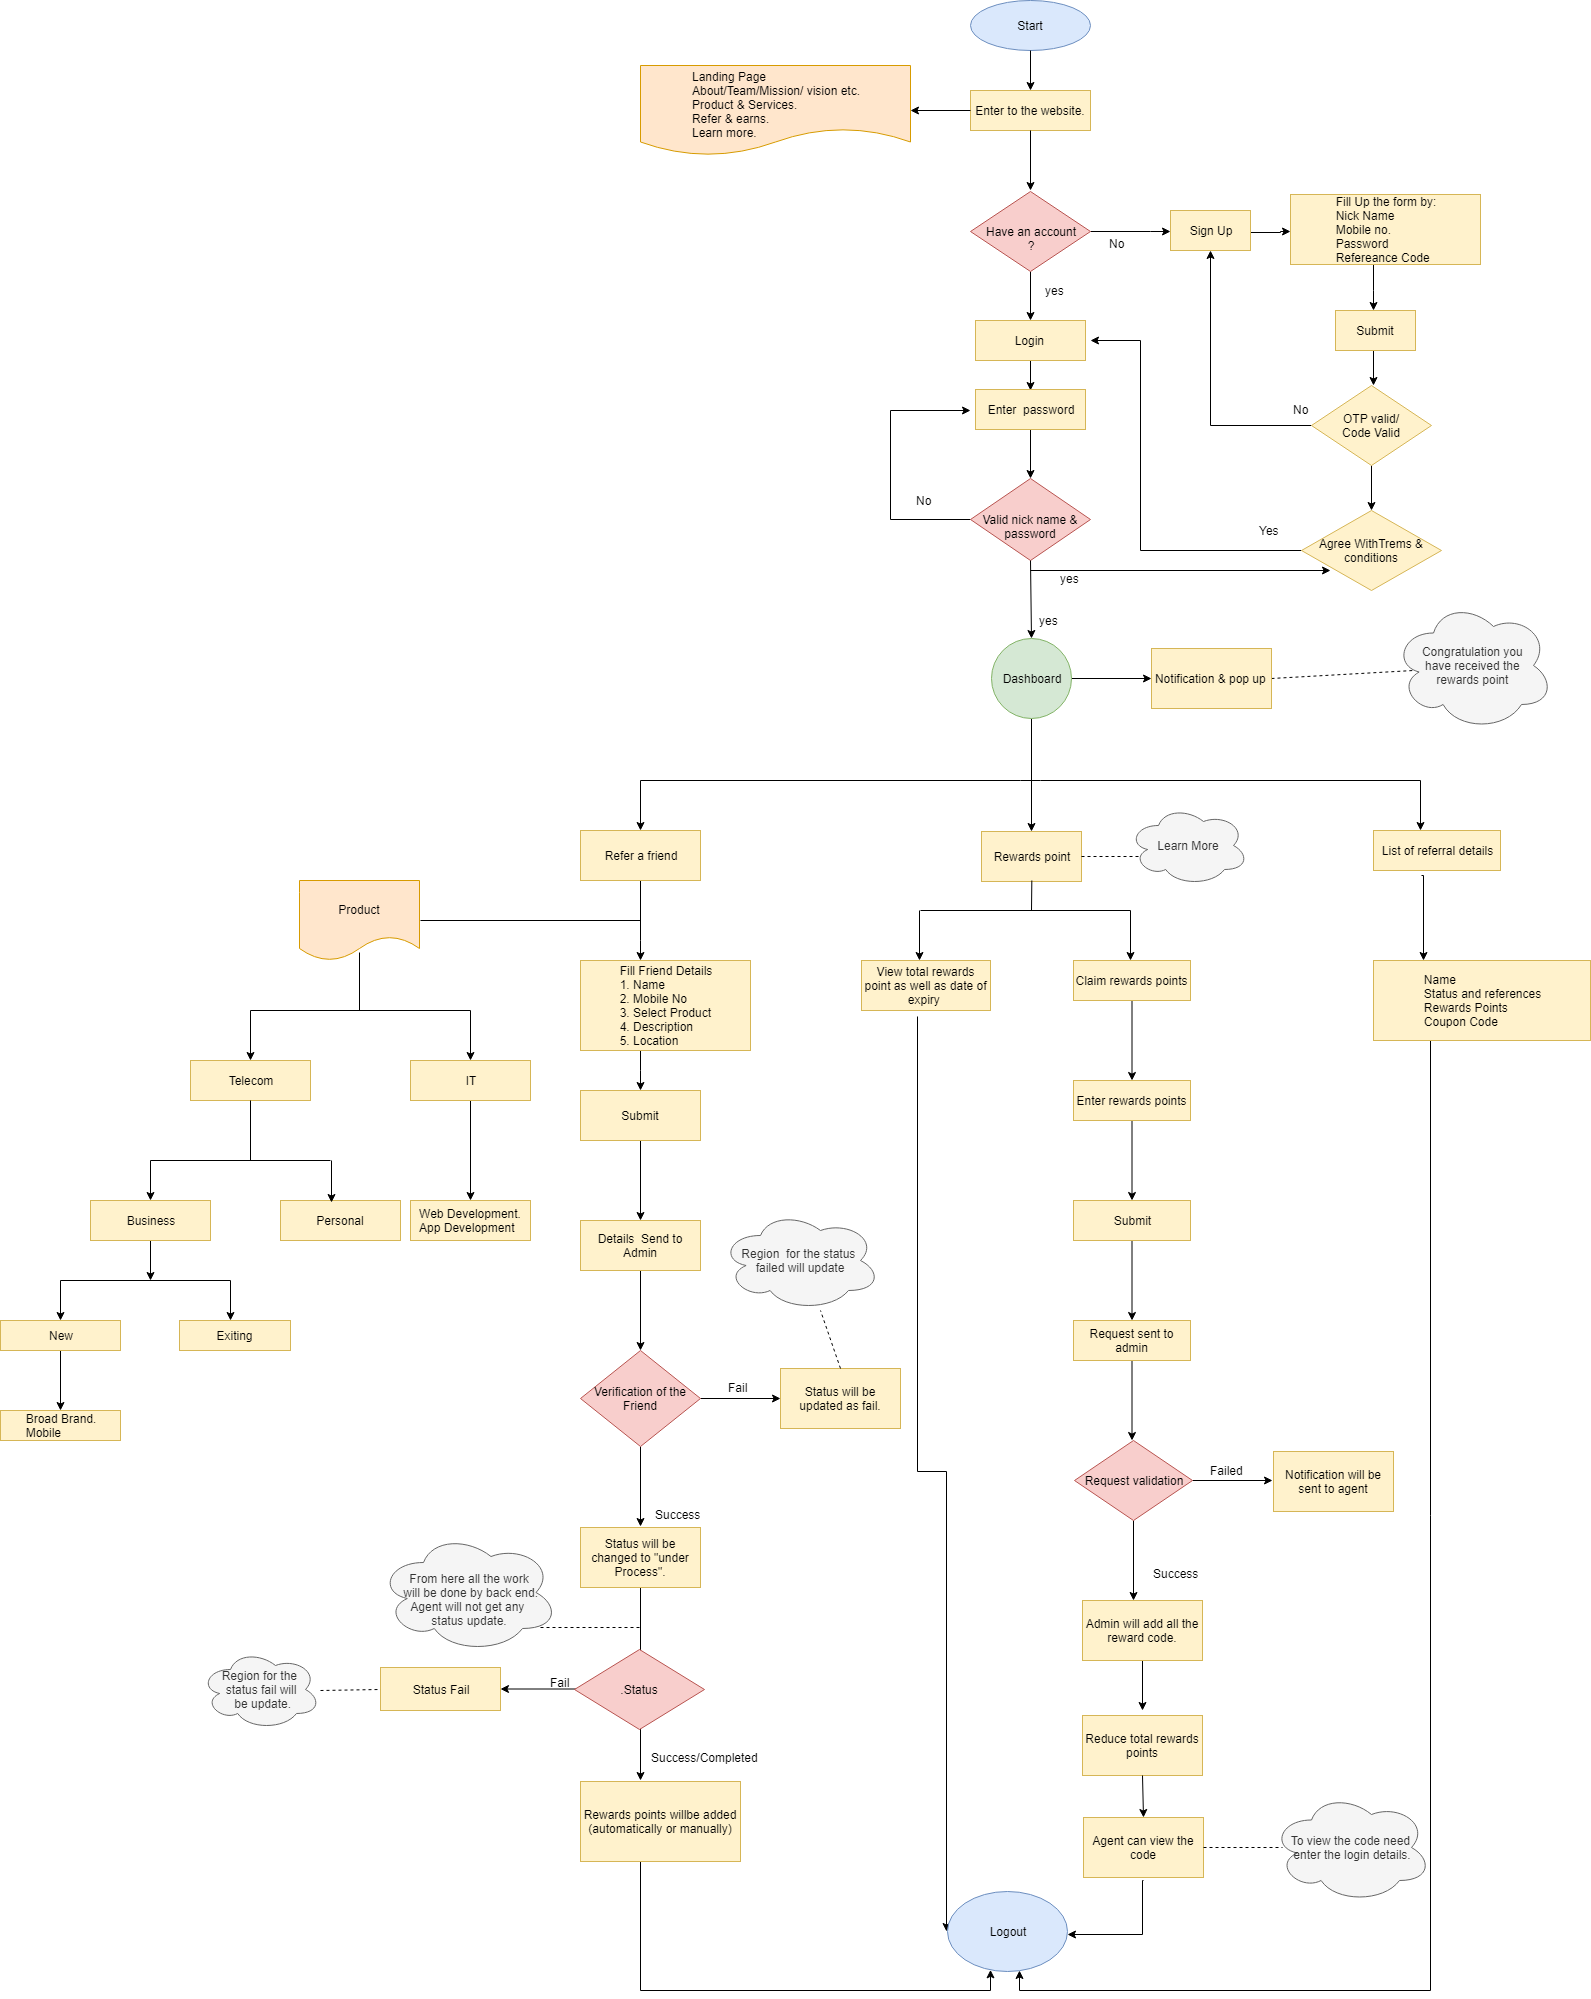 Start
Landing Page
About/Team/Mission/ vision etc.
Product & Services.
Refer & earns.
Learn more.
Enter to the website.
Have an account
?
No
Sign Up
Fill Up the form by:
Nick Name
Mobile no.
Password
Refereance Code
yes
Login
Submit
Enter  password
No
OTP valid/
Code Valid
No
Valid nick name &
password
Yes
Agree WithTrems &
conditions
yes
yes
Dashboard
Notification & pop up
Congratulation you
have received the
rewards point
Refer a friend
Rewards point
Learn More
List of referral details
Product
Fill Friend Details
1. Name
2. Mobile No
3. Select Product
4. Description
5. Location
View total rewards
point as well as date of
expiry
Claim rewards points
Name
Status and references
Rewards Points
Coupon Code
Telecom
IT
Submit
Enter rewards points
Business
Personal
Web Development.
App Development
Details  Send to
Admin
Region  for the status
failed will update
Submit
New
Exiting
Request sent to
admin
Broad Brand.
Mobile
Verification of the
Friend
Fail
Status will be
updated as fail.
Request validation
Failed
Notification will be
sent to agent
Success
Status will be
changed to "under
Process".
From here all the work
will be done by back end.
Agent will not get any
status update.
Success
Admin will add all the
reward code.
Region for the
status fail will
be update.
Status Fail
Fail
.Status
Success/Completed
Reduce total rewards
points
Rewards points willbe added
(automatically or manually)
Agent can view the
code
To view the code need
enter the login details.
Logout